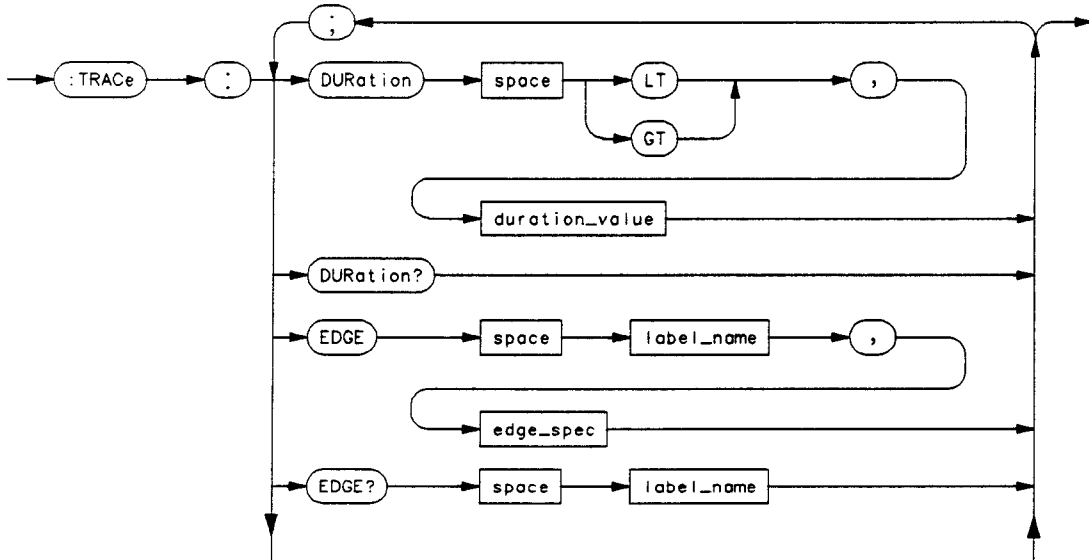 ;
:TRACe : DURation space LT ,
GT
duration_value
DURation?
EDGE space label_name ,
edge_spec
EDGE? space label_name